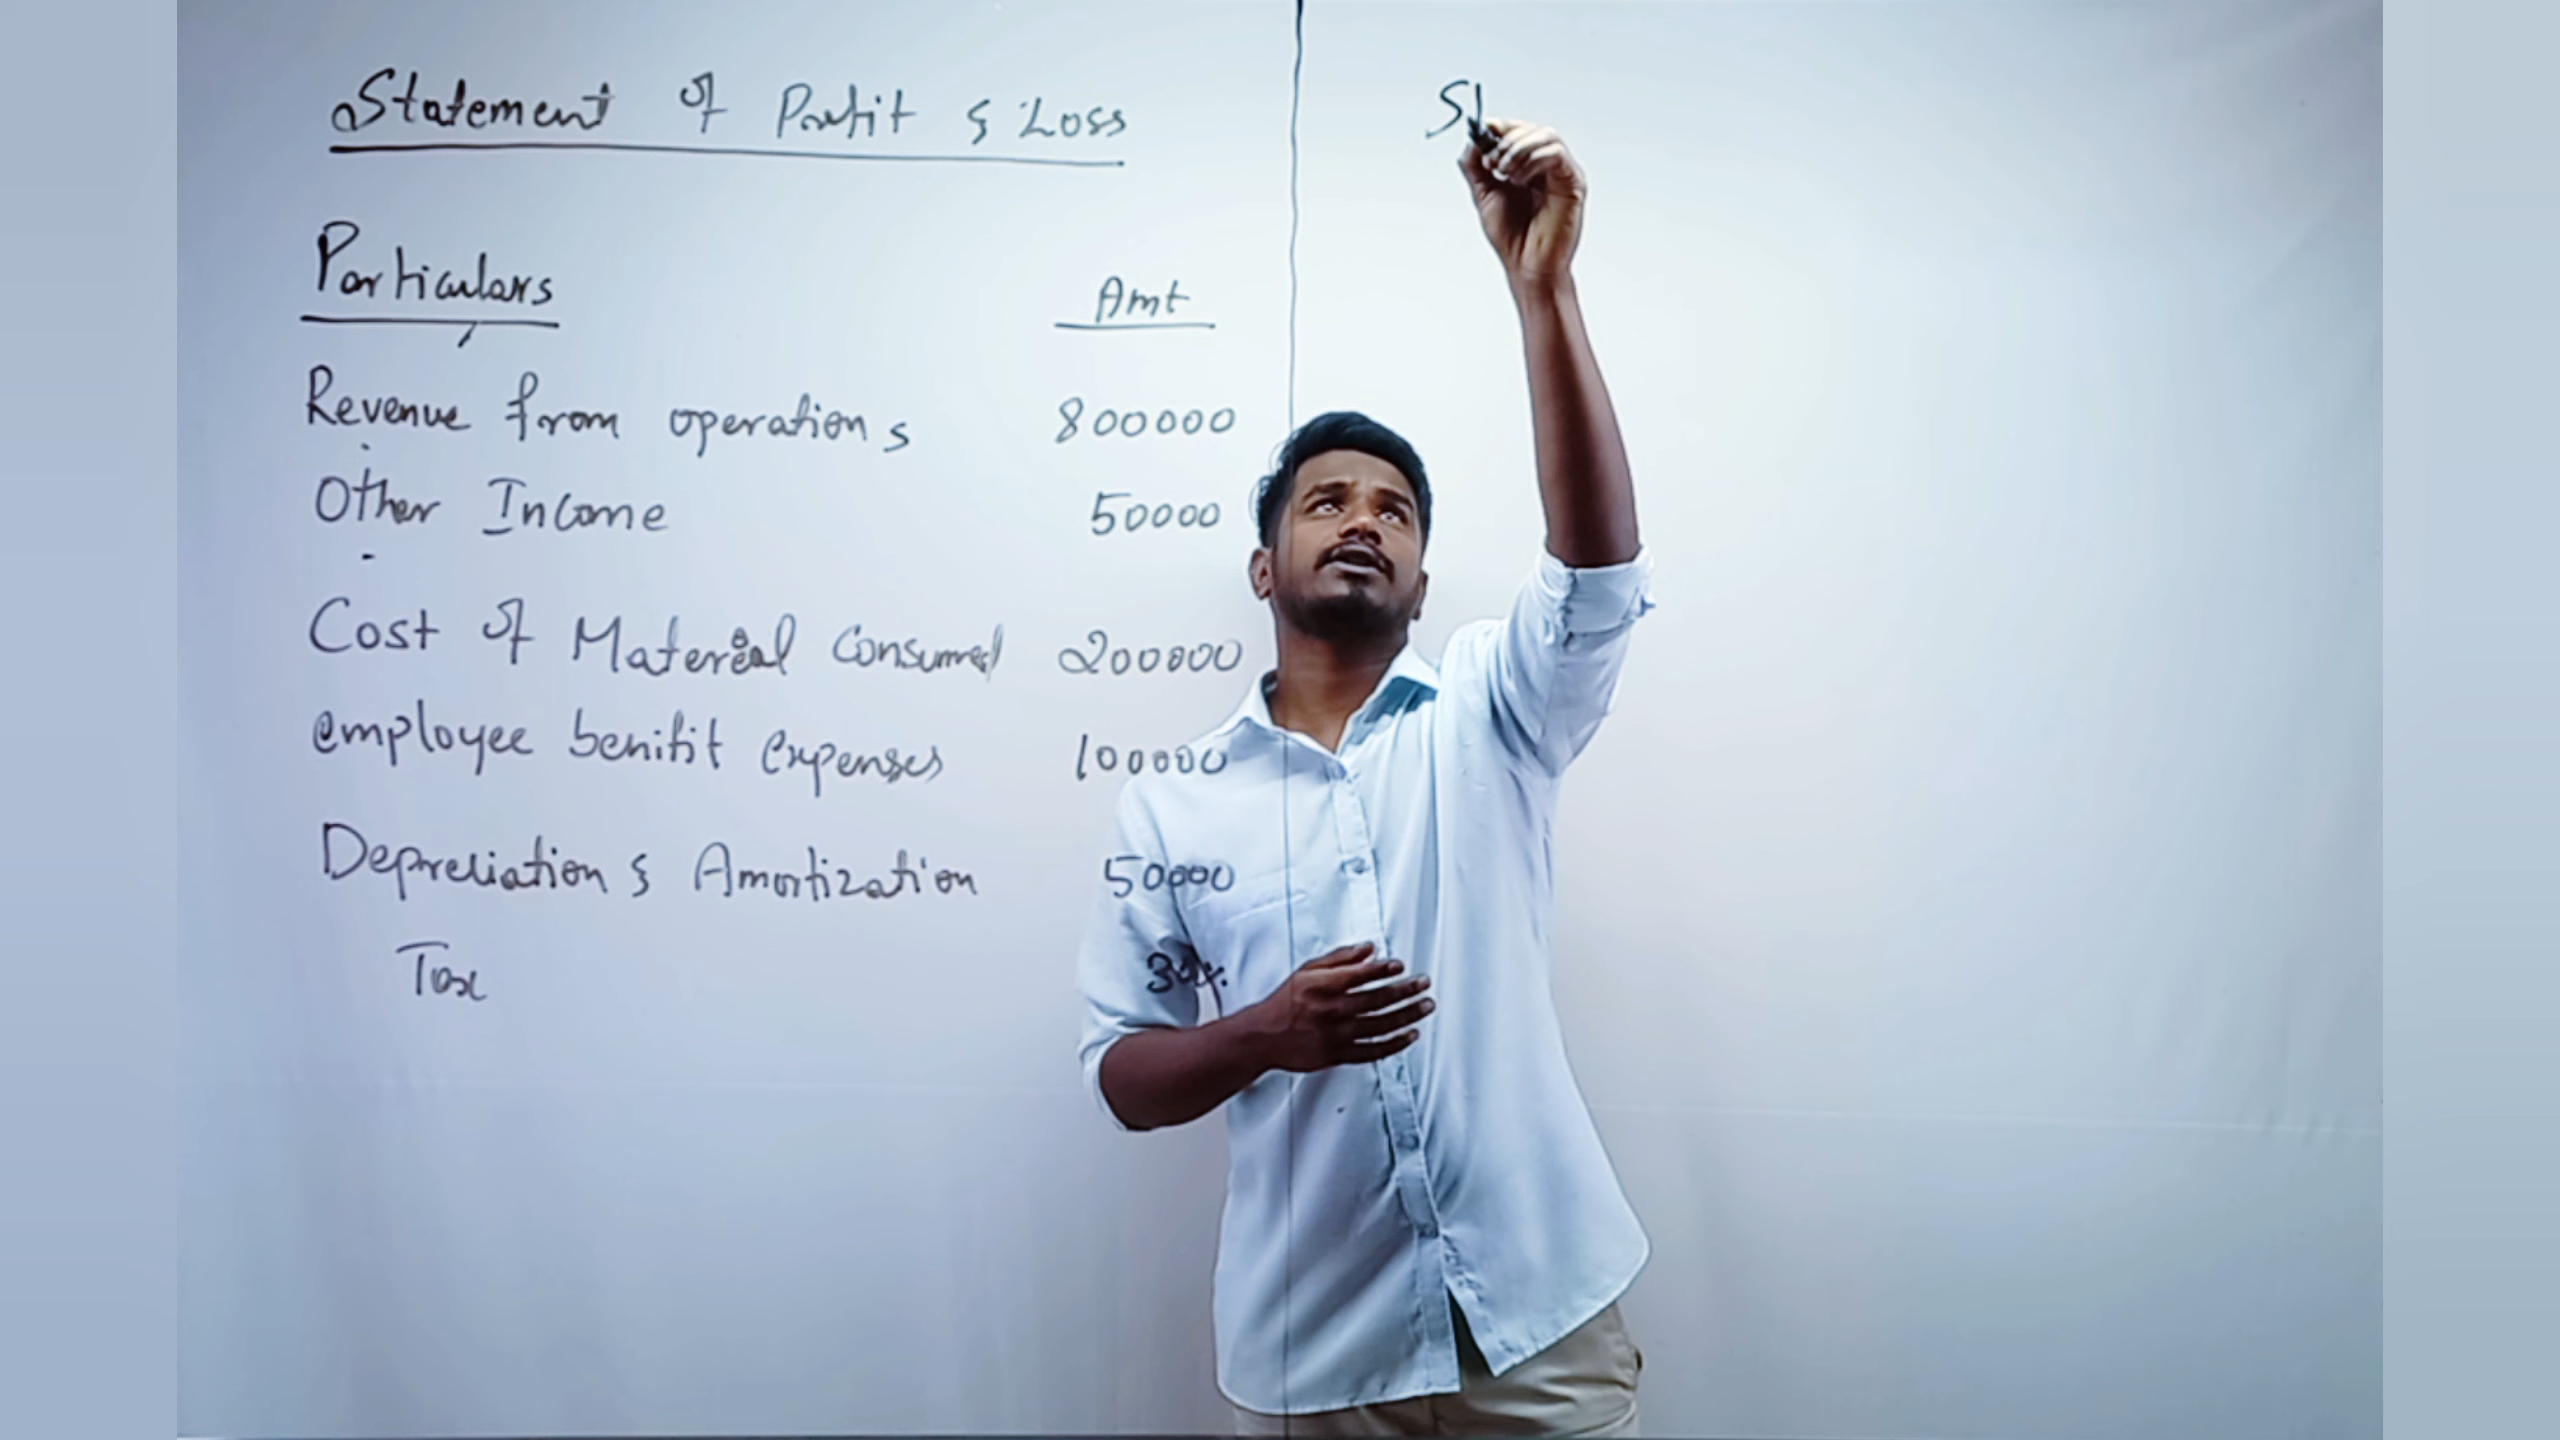 Statement of Profit & Loss
Particulars Amt
Revenue from operations 800000
Other Income 50000
Cost of Material Consumed 200000
employee benifit expenses 100000
Depreciation & Amortization 50000
Tax 30%